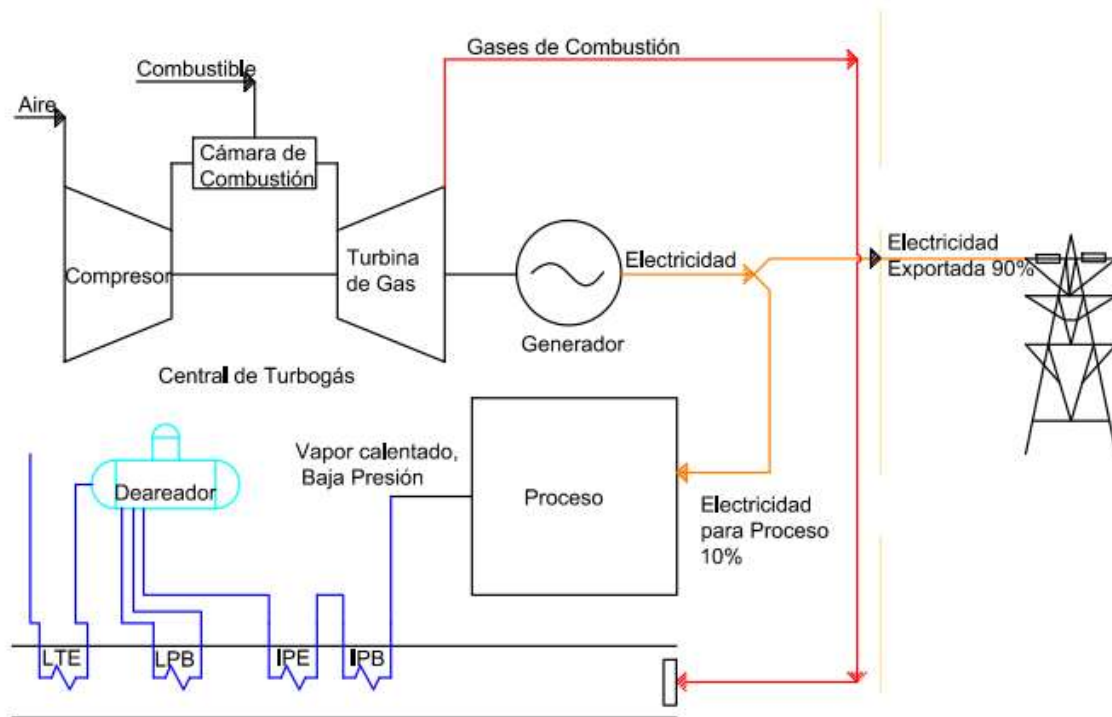 Gases de Combustión
Combustible
Aire
Cámara de
Combustión
Compresor
Turbina
de Gas
Electricidad
Electricidad
Exportada 90%
Generador
Central de Turbogás
Vapor calentado,
Baja Presión
Deareador
Proceso
Electricidad
para Proceso
10%
LTE
LPB
IPE
IPB